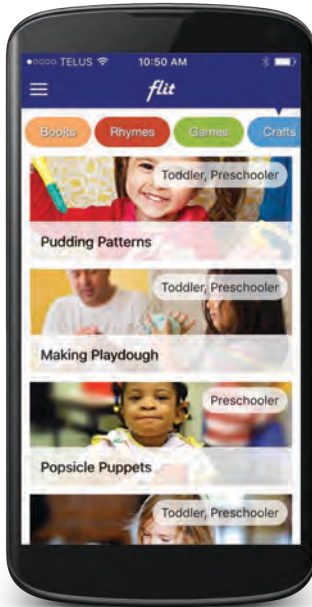 TELUS 10:50 AM
flit
Books Rhymes Games Crafts
Toddler, Preschooler
Pudding Patterns
Toddler, Preschooler
Making Playdough
Preschooler
Popsicle Puppets
Toddler, Preschooler